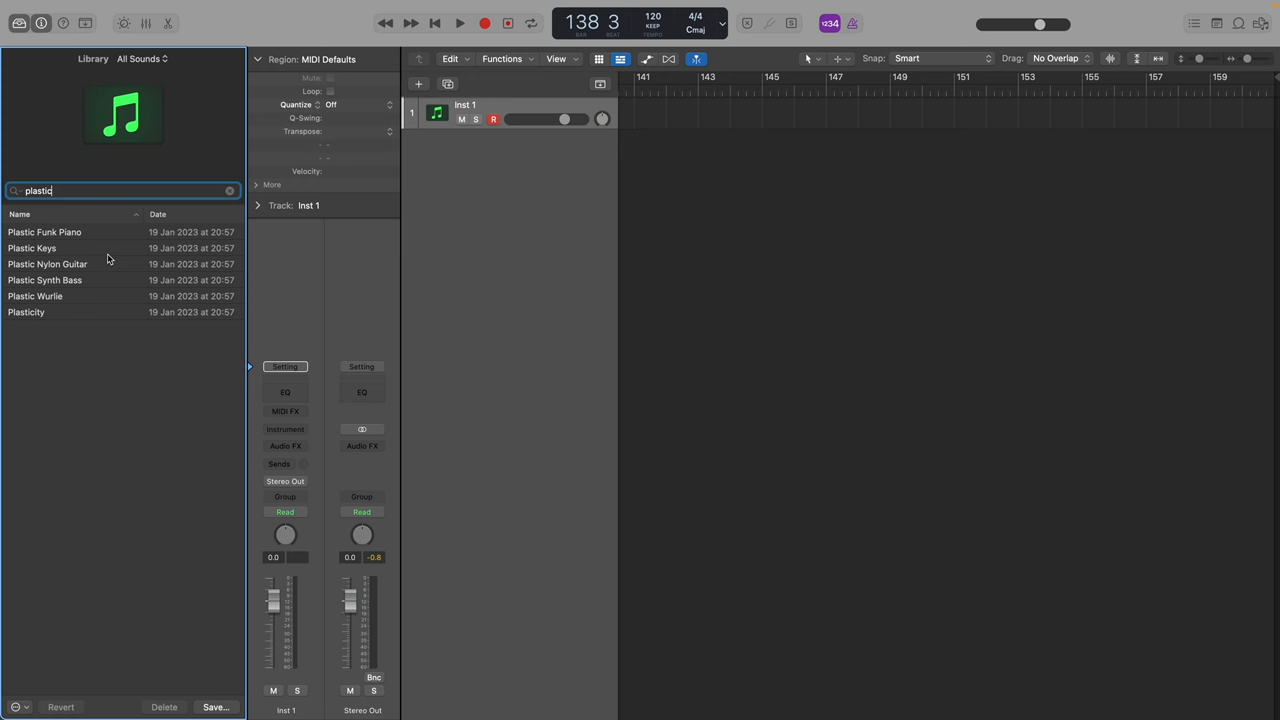 138 3
BAR BEAT
120
KEEP
TEMPO
4/4
Cmaj
1234
Library All Sounds
plastic
Name Date
Plastic Funk Piano 19 Jan 2023 at 20:57
Plastic Keys 19 Jan 2023 at 20:57
Plastic Nylon Guitar 19 Jan 2023 at 20:57
Plastic Synth Bass 19 Jan 2023 at 20:57
Plastic Wurlie 19 Jan 2023 at 20:57
Plasticity 19 Jan 2023 at 20:57
Revert Delete Save...
Region: MIDI Defaults
Mute:
Loop:
Quantize Off
Q-Swing:
Transpose:
Velocity:
More
Track: Inst 1
Setting Setting
EQ EQ
MIDI FX
Instrument
Audio FX Audio FX
Sends
Stereo Out
Group Group
Read Read
0.0 0.0 -0.8
Bnc
M S M S
Inst 1 Stereo Out
Edit Functions View Snap: Smart Drag: No Overlap
141 143 145 147 149 151 153 155 157 159
1 Inst 1
M S R